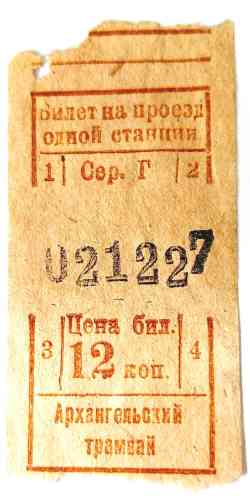 Билет на проезд
одной станции
1 Сер. Г 2
021227
Цена бил.
3 12 коп. 4
Архангельский
трамвай